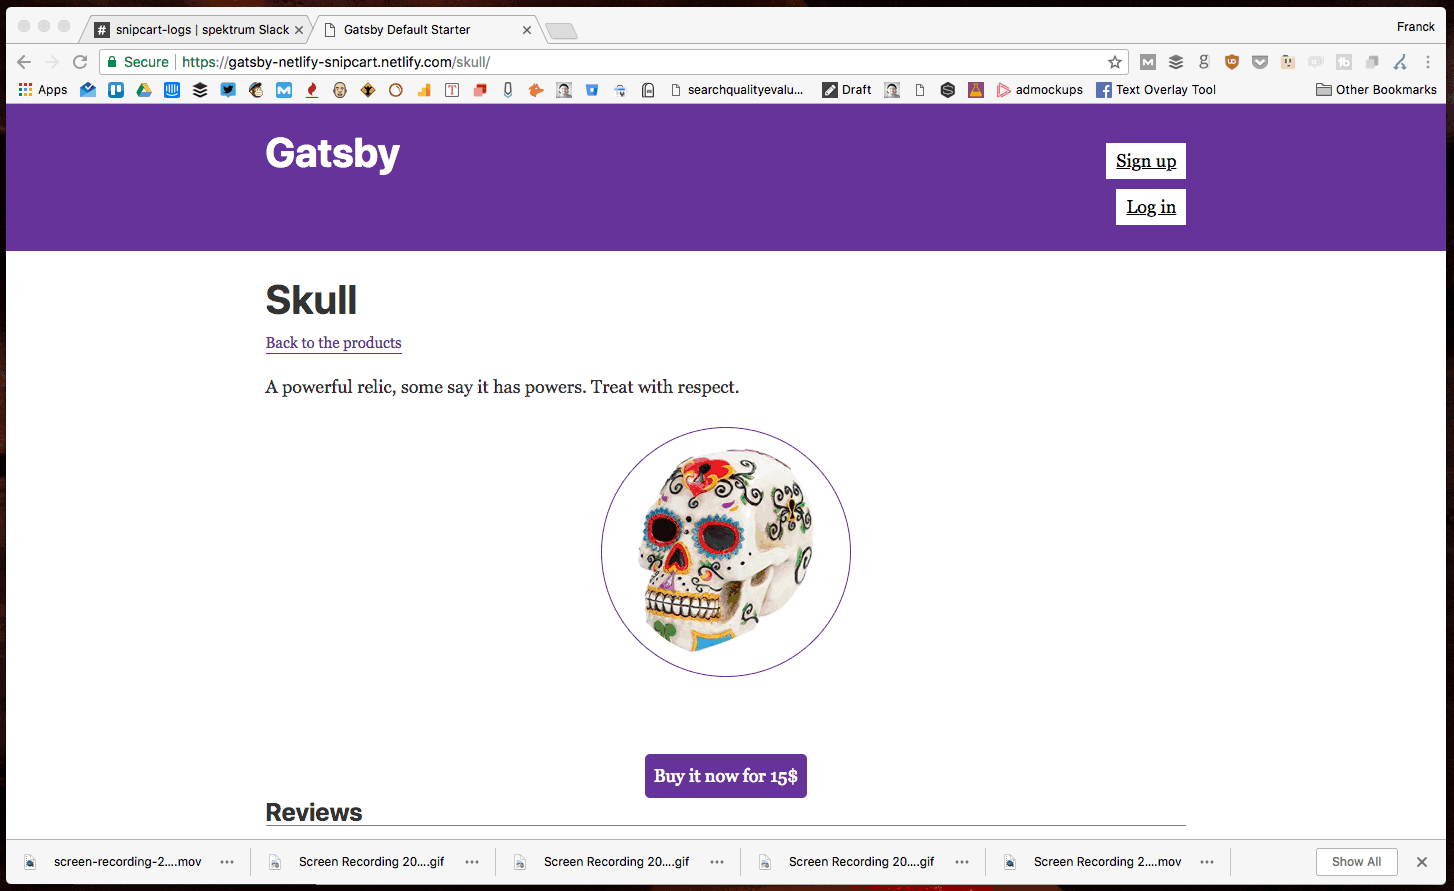 snipcart-logs | spektrum Slack
Gatsby Default Starter
Franck
Secure
https://gatsby-netlify-snipcart.netlify.com/skull/
Apps
searchqualityevalu...
Draft
admockups
Text Overlay Tool
Other Bookmarks
Gatsby
Sign up
Log in
Skull
Back to the products
A powerful relic, some say it has powers. Treat with respect.
Buy it now for 15$
Reviews
screen-recording-2....mov
Screen Recording 20....gif
Screen Recording 20....gif
Screen Recording 20....gif
Screen Recording 2....mov
Show All